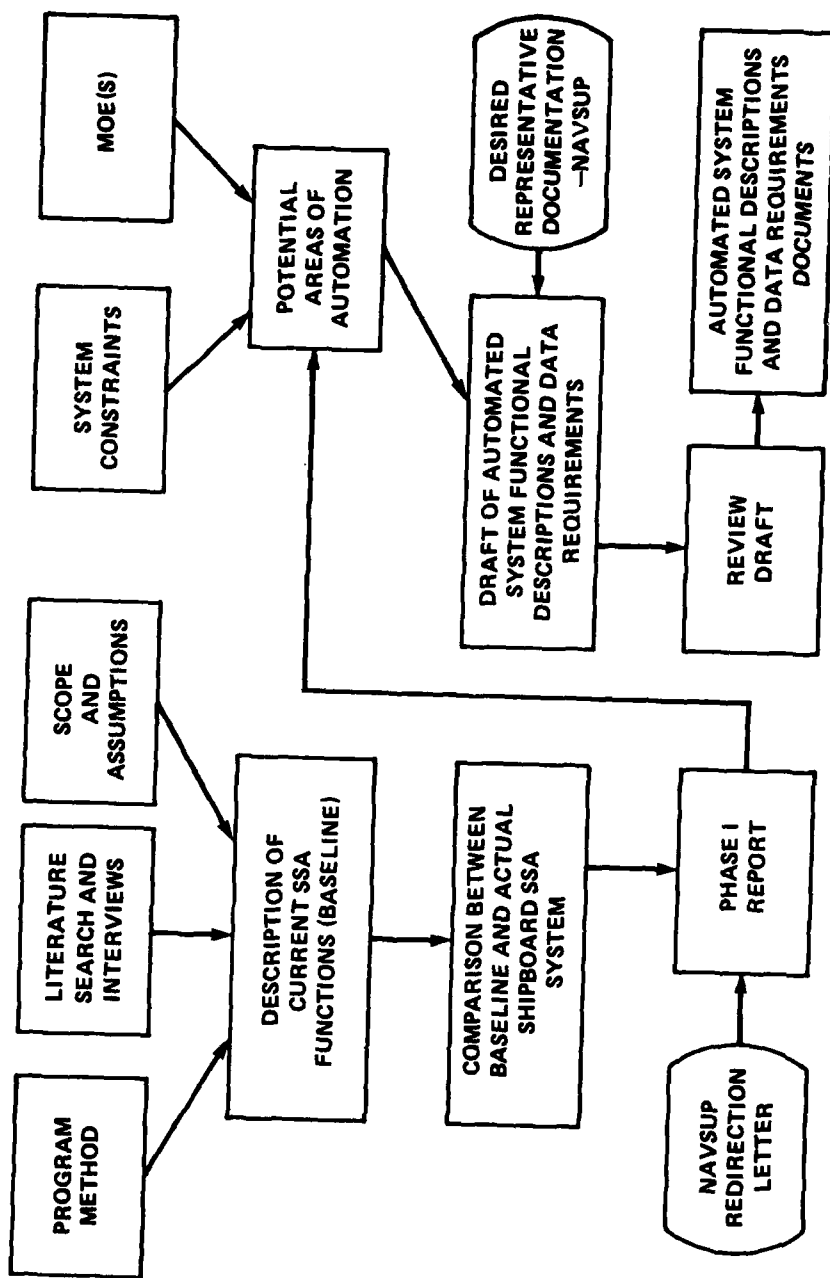 PROGRAM
METHOD
LITERATURE
SEARCH AND
INTERVIEWS
SCOPE
AND
ASSUMPTIONS
SYSTEM
CONSTRAINTS
MOE(S)
DESCRIPTION OF
CURRENT SSA
FUNCTIONS (BASELINE)
POTENTIAL
AREAS OF
AUTOMATION
COMPARISON BETWEEN
BASELINE AND ACTUAL
SHIPBOARD SSA
SYSTEM
DRAFT OF AUTOMATED
SYSTEM FUNCTIONAL
DESCRIPTIONS AND DATA
REQUIREMENTS
DESIRED
REPRESENTATIVE
DOCUMENTATION
–NAVSUP
NAVSUP
REDIRECTION
LETTER
PHASE I
REPORT
REVIEW
DRAFT
AUTOMATED SYSTEM
FUNCTIONAL DESCRIPTIONS
AND DATA REQUIREMENTS
DOCUMENTS